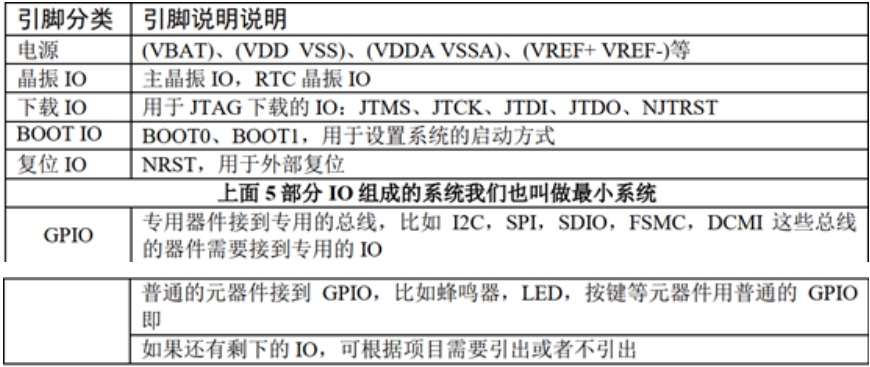 引脚分类 引脚说明说明
电源 (VBAT)、(VDD VSS)、(VDDA VSSA)、(VREF+ VREF-)等
晶振 IO 主晶振 IO，RTC 晶振 IO
下载 IO 用于 JTAG 下载的 IO：JTMS、JTCK、JTDI、JTDO、NJTRST
BOOT IO BOOT0、BOOT1，用于设置系统的启动方式
复位 IO NRST，用于外部复位
上面 5 部分 IO 组成的系统我们也叫做最小系统
GPIO 专用器件接到专用的总线，比如 I2C，SPI，SDIO，FSMC，DCMI 这些总线
的器件需要接到专用的 IO
普通的元器件接到 GPIO，比如蜂鸣器，LED，按键等元器件用普通的 GPIO
即
如果还有剩下的 IO，可根据项目需要引出或者不引出